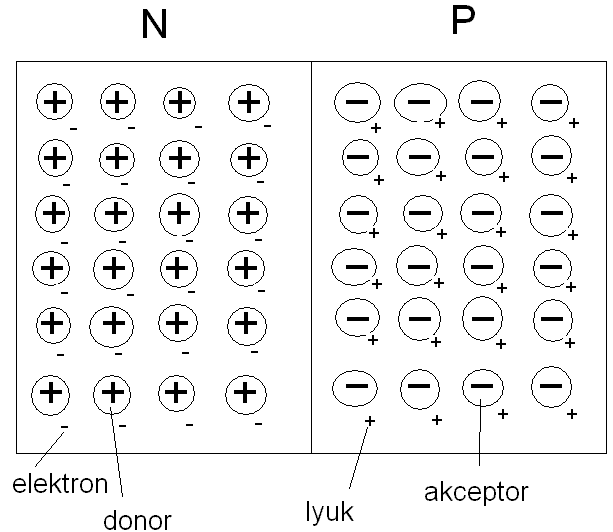 N P
elektron
donor
lyuk
akceptor